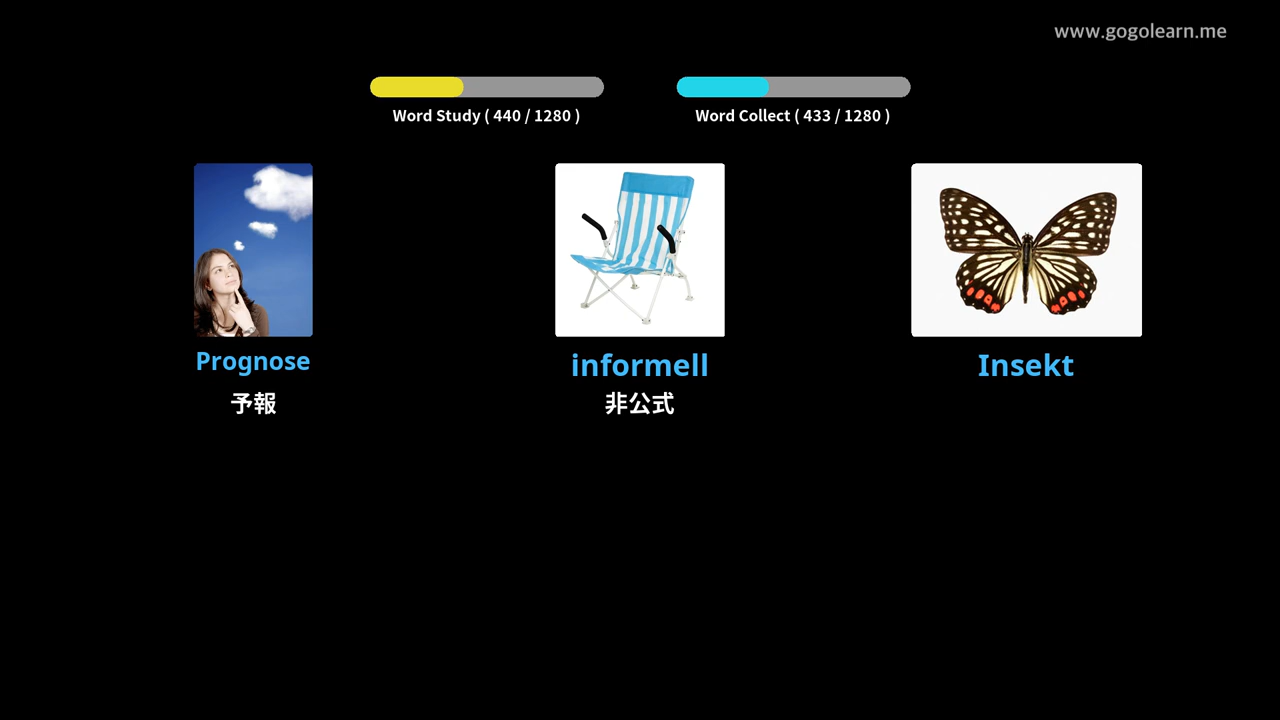 www.gogolearn.me
Word Study ( 440 / 1280 )
Word Collect ( 433 / 1280 )
Prognose
informell
Insekt
予報
非公式